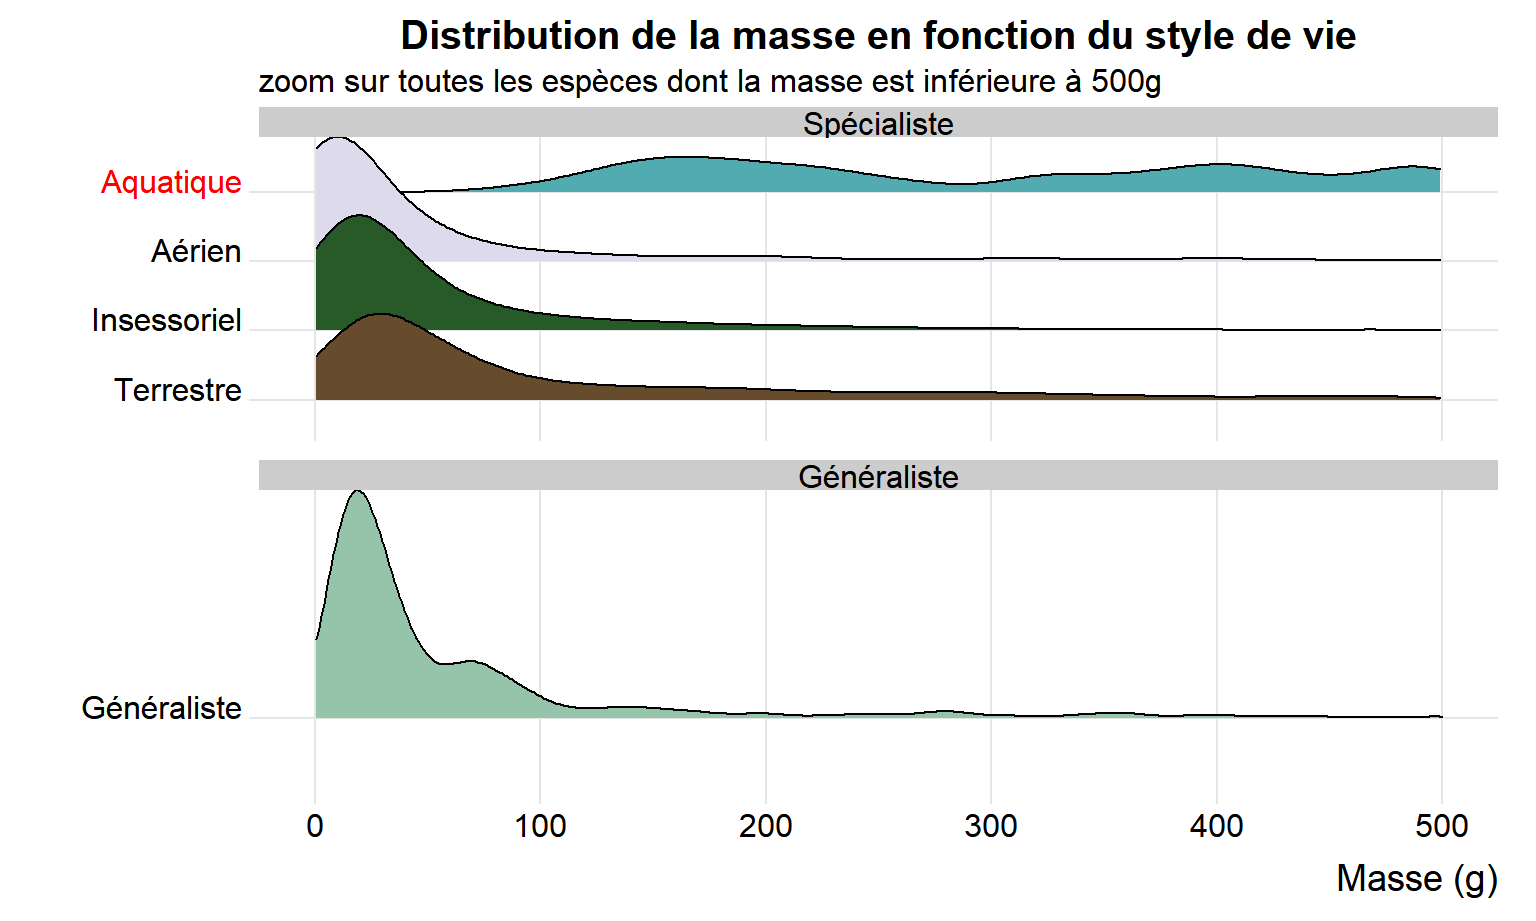 Distribution de la masse en fonction du style de vie
zoom sur toutes les espèces dont la masse est inférieure à 500g
Spécialiste
Aquatique
Aérien
Insessoriel
Terrestre
Généraliste
Généraliste
0 100 200 300 400 500
Masse (g)